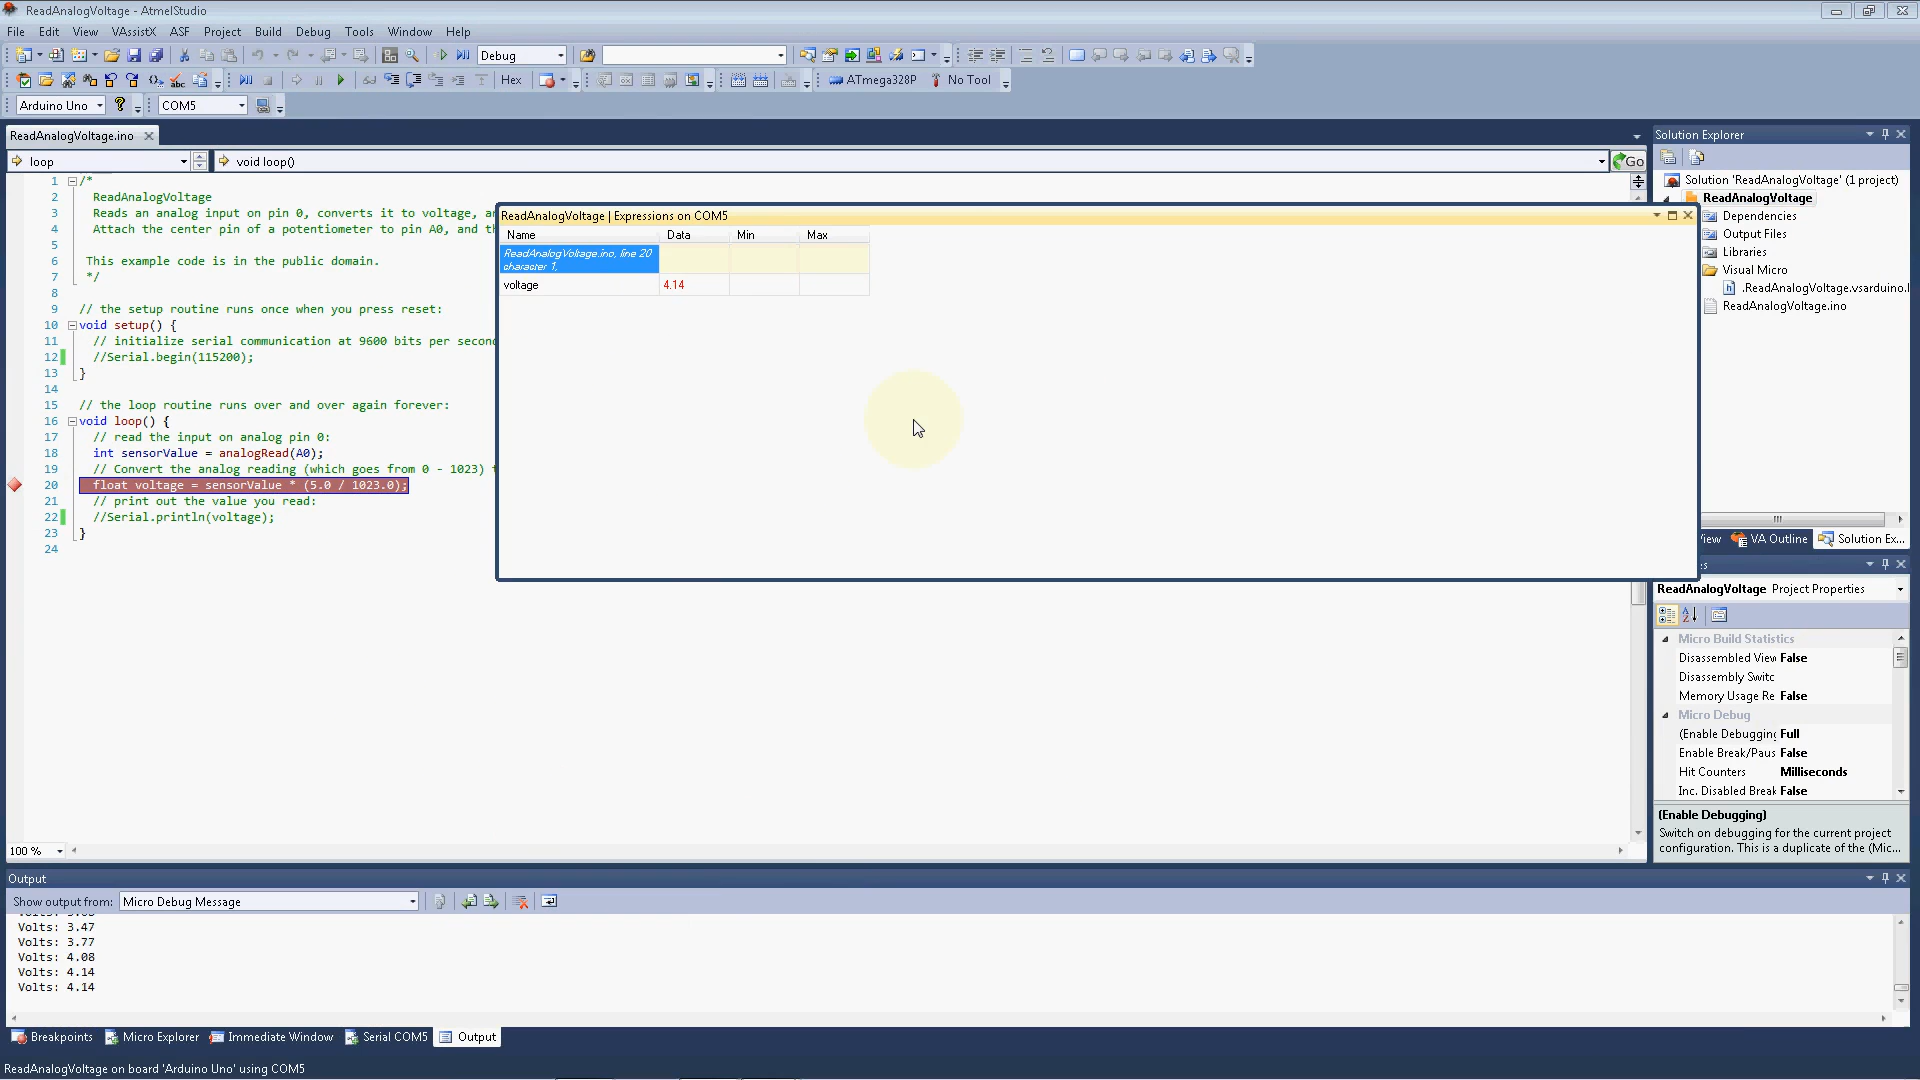 ReadAnalogVoltage - AtmelStudio
File Edit View VAssistX ASF Project Build Debug Tools Window Help
Debug
Hex ATmega328P No Tool
Arduino Uno COM5
ReadAnalogVoltage.ino
loop void loop() Go
1 /*
2 ReadAnalogVoltage
3 Reads an analog input on pin 0, converts it to voltage,
4 Attach the center pin of a potentiometer to pin A0, and
5
6 This example code is in the public domain.
7 */
8
9 // the setup routine runs once when you press reset:
10 void setup() {
11 // initialize serial communication at 9600 bits per
12 //Serial.begin(115200);
13 }
14
15 // the loop routine runs over and over again forever:
16 void loop() {
17 // read the input on analog pin 0:
18 int sensorValue = analogRead(A0);
19 // Convert the analog reading (which goes from 0 - 1023)
20 float voltage = sensorValue * (5.0 / 1023.0);
21 // print out the value you read:
22 //Serial.println(voltage);
23 }
24
100 %
ReadAnalogVoltage | Expressions on COM5
Name Data Min Max
ReadAnalogVoltage.ino, line 20
character 1,
voltage 4.14
Solution Explorer
Solution 'ReadAnalogVoltage' (1 project)
ReadAnalogVoltage
Dependencies
Output Files
Libraries
Visual Micro
.ReadAnalogVoltage.vsarduino.
ReadAnalogVoltage.ino
VA Outline Solution Ex...
ReadAnalogVoltage Project Properties
Micro Build Statistics
Disassembled View False
Disassembly Switc
Memory Usage Re False
Micro Debug
(Enable Debugging Full
Enable Break/Paus False
Hit Counters Milliseconds
Inc. Disabled Break False
(Enable Debugging)
Switch on debugging for the current project
configuration. This is a duplicate of the (Mic...
Output
Show output from: Micro Debug Message
Volts: 3.47
Volts: 3.77
Volts: 4.08
Volts: 4.14
Volts: 4.14
Breakpoints Micro Explorer Immediate Window Serial COM5 Output
ReadAnalogVoltage on board 'Arduino Uno' using COM5